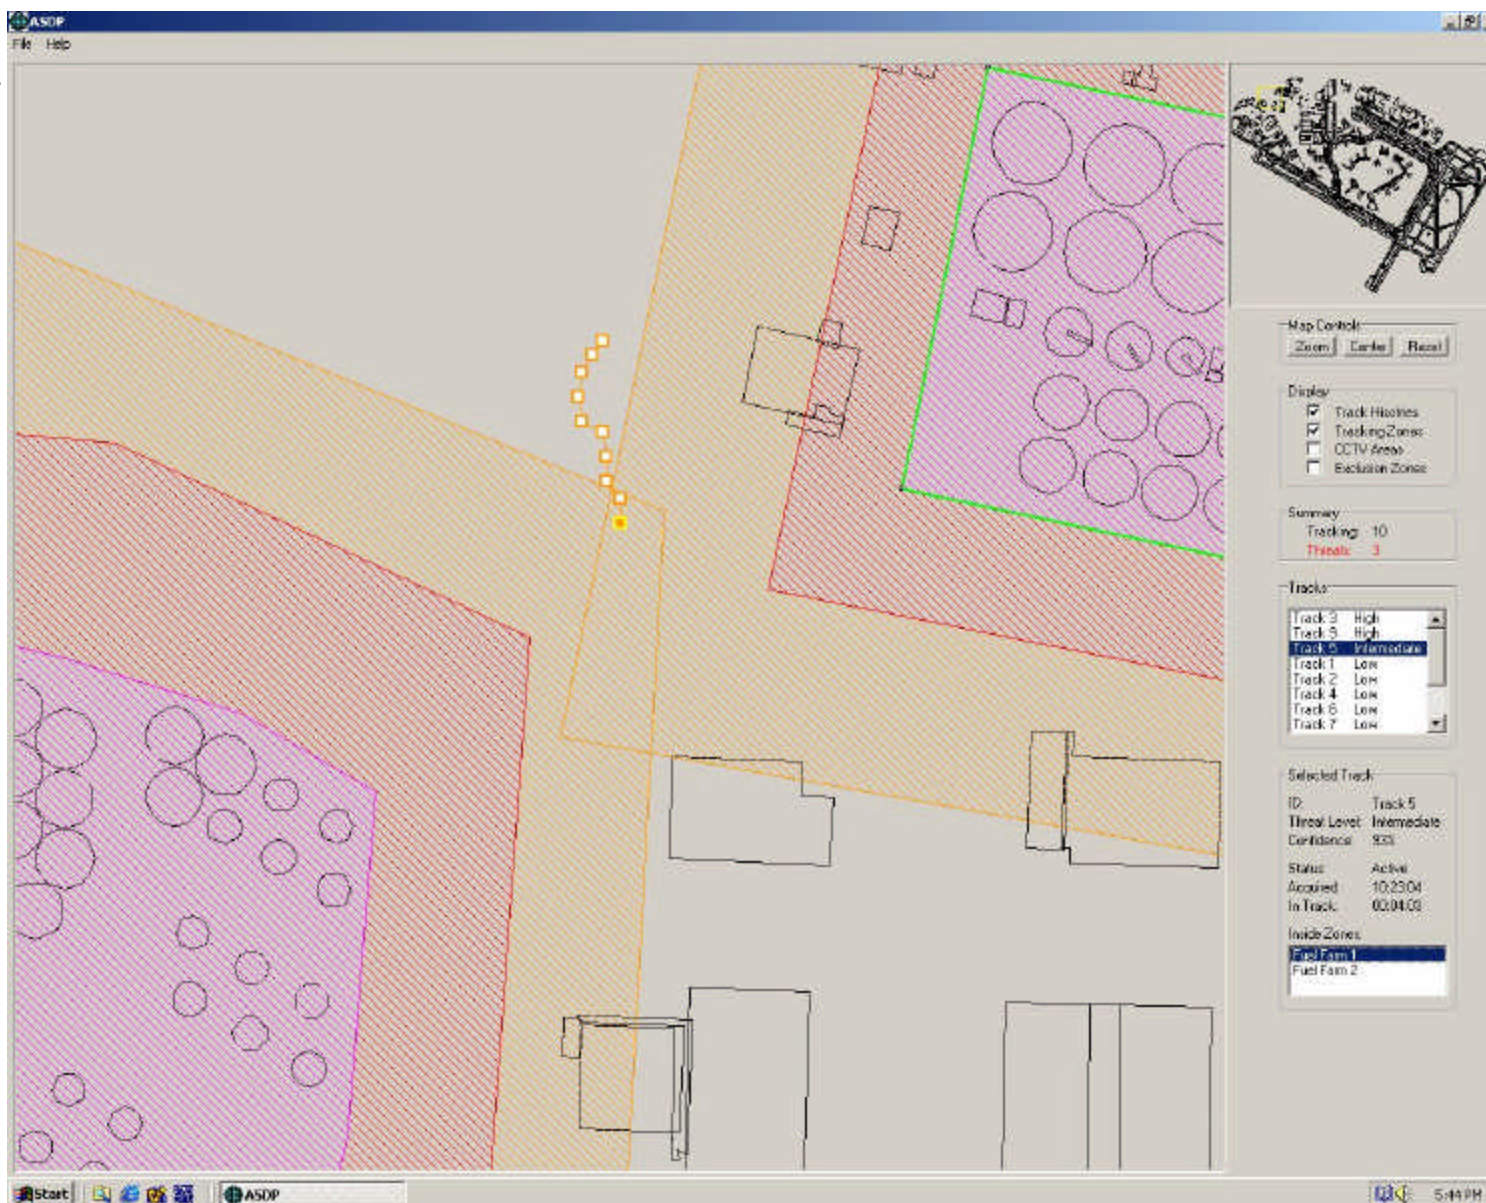 ASDP
File Help
Map Controls
Zoom Center Reset
Display
Track Histories
Tracking Zones
CCTV Areas
Exclusion Zones
Summary
Tracking: 10
Threats: 3
Tracks
Track 3 High
Track 9 High
Track 5 Intermediate
Track 1 Low
Track 2 Low
Track 4 Low
Track 6 Low
Track 7 Low
Selected Track
ID: Track 5
Threat Level: Intermediate
Confidence: 93%
Status: Active
Acquired: 10:23:04
In Track: 00:04:03
Inside Zones:
Fuel Farm 1
Fuel Farm 2
Start ASDP 5:44 PM